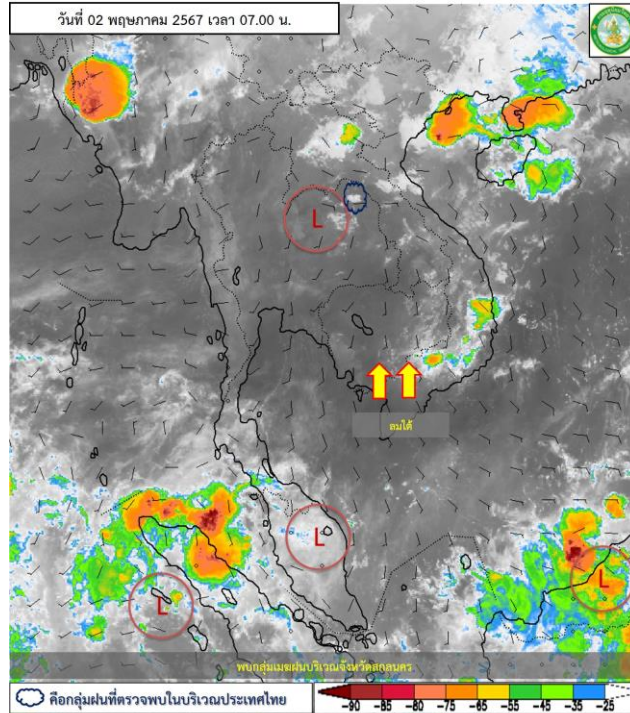 วันที่ 02 พฤษภาคม 2567 เวลา 07.00 น.
L
ลมใต้
L
L
L
พบกลุ่มเมฆฝนบริเวณจังหวัดสกลนคร
คือกลุ่มฝนที่ตรวจพบในบริเวณประเทศไทย
-90 -85 -80 -75 -65 -55 -45 -35 -25